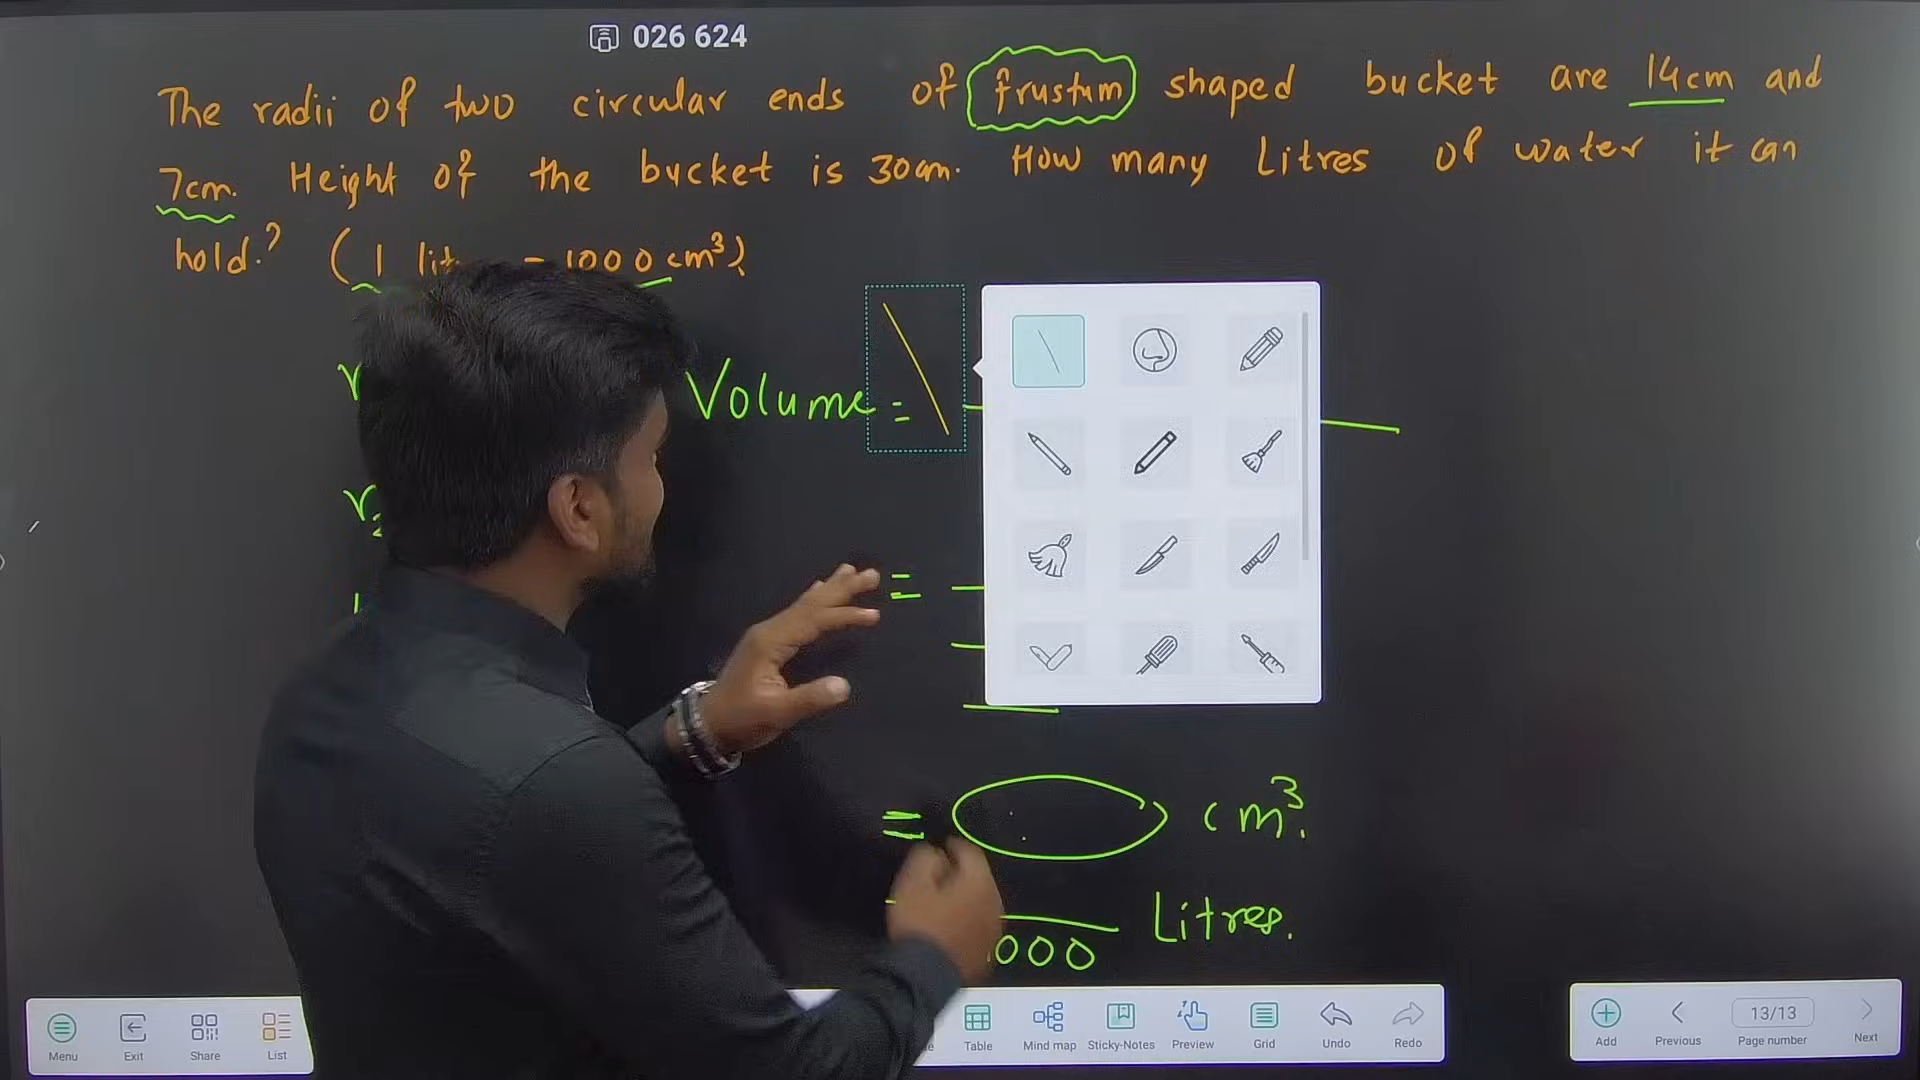 026 624
The radii of two circular ends of frustum shaped bucket are 14cm and
7cm. Height of the bucket is 30cm. How many Litres of water it can
hold? (1 lit = 1000 cm³)
Volume =
=
= cm³.
000 Litres.
Menu Exit Share List Table Mind map Sticky-Notes Preview Grid Undo Redo Add Previous 13/13 Page number Next